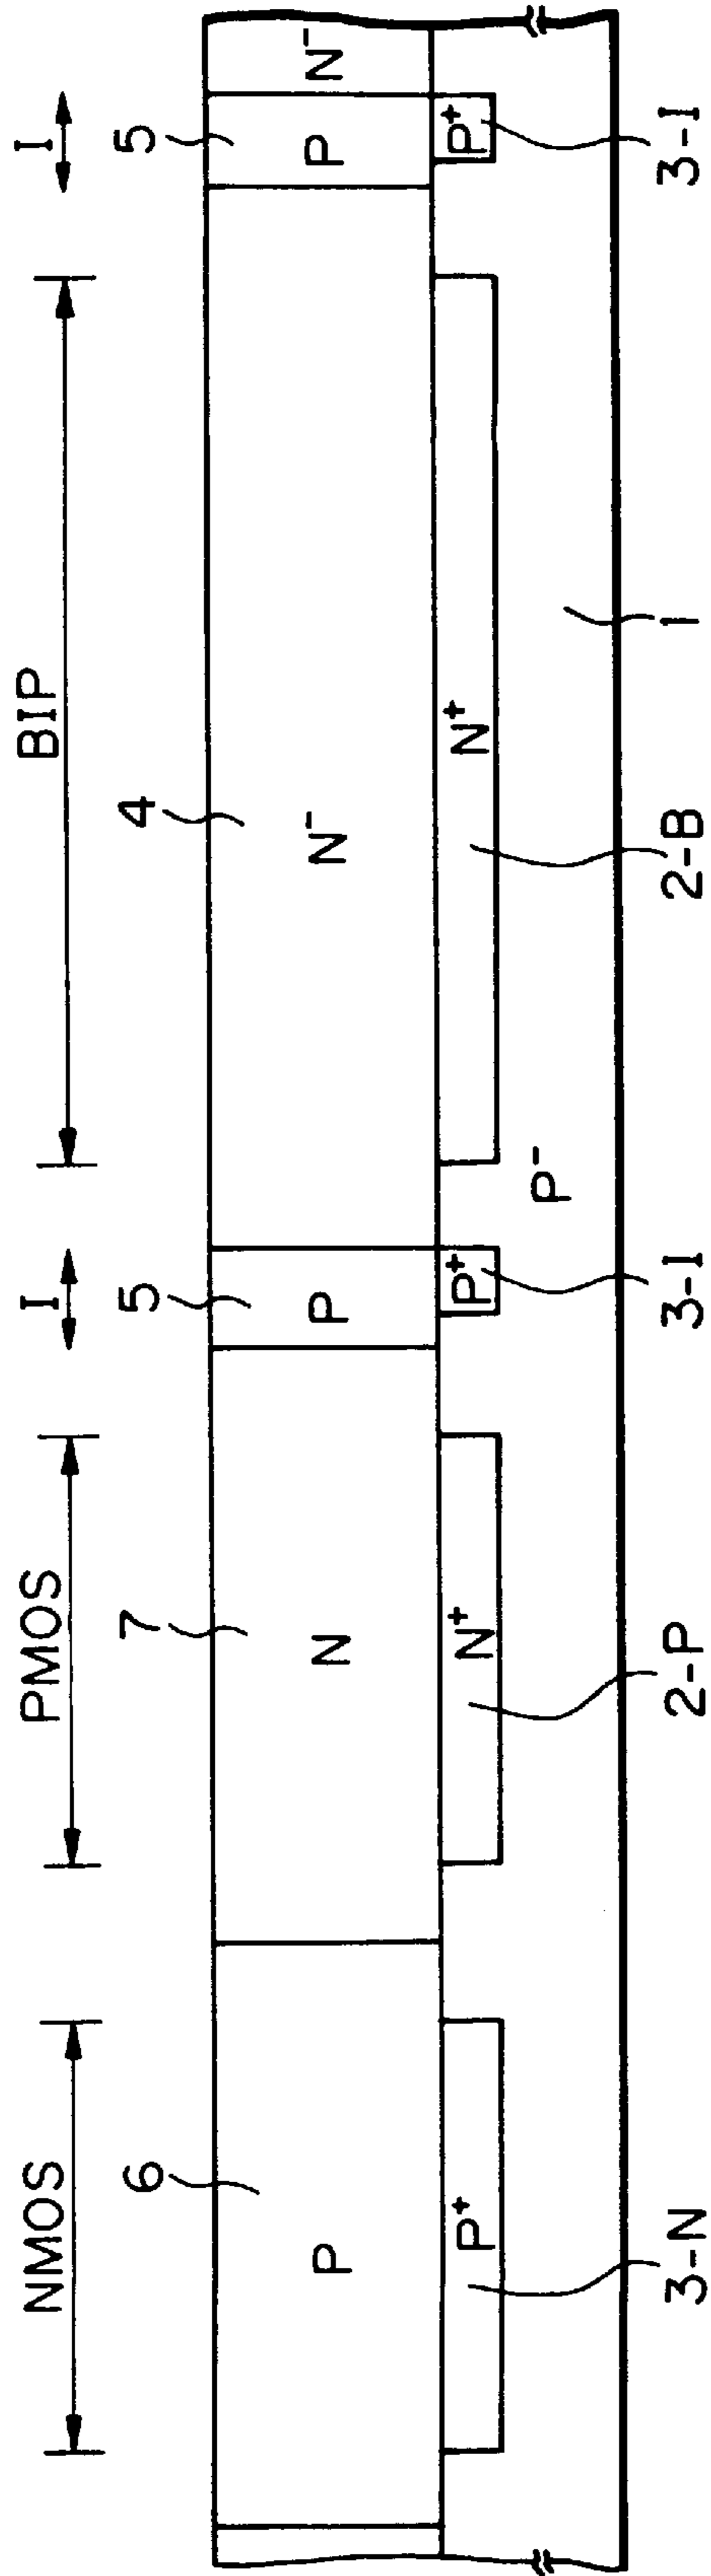 NMOS PMOS I BIP I
6 7 5 4 5
P N P N⁻ P N⁻
P⁺ N⁺ P⁺ N⁺ P⁺
P⁻
3-N 2-P 3-I 2-B 1 3-I